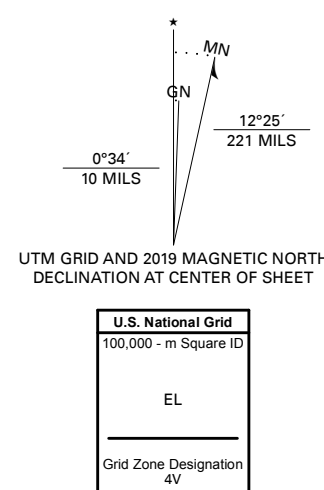 ★
MN
GN
12°25´
221 MILS
0°34´
10 MILS
UTM GRID AND 2019 MAGNETIC NORTH
DECLINATION AT CENTER OF SHEET
U.S. National Grid
100,000 - m Square ID
EL
Grid Zone Designation
4V